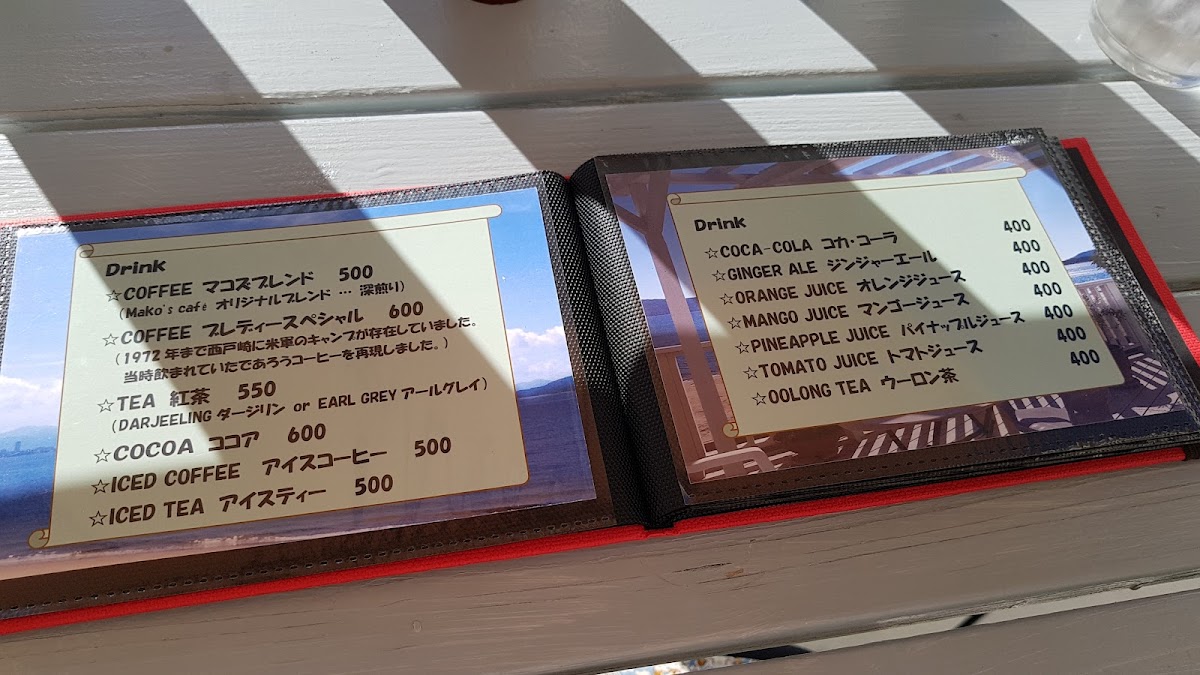 Drink
☆COFFEE マコズブレンド 500
(Mako's café オリジナルブレンド … 深煎り)
☆COFFEE ブレディースペシャル 600
(1972年まで西戸崎に米軍のキャンプが存在していました。
当時飲まれていたであろうコーヒーを再現しました。)
☆TEA 紅茶 550
(DARJEELING ダージリン or EARL GREY アールグレイ)
☆COCOA ココア 600
☆ICED COFFEE アイスコーヒー 500
☆ICED TEA アイスティー 500
Drink
☆COCA-COLA コカ・コーラ 400
☆GINGER ALE ジンジャーエール 400
☆ORANGE JUICE オレンジジュース 400
☆MANGO JUICE マンゴージュース 400
☆PINEAPPLE JUICE パイナップルジュース 400
☆TOMATO JUICE トマトジュース 400
☆OOLONG TEA ウーロン茶 400